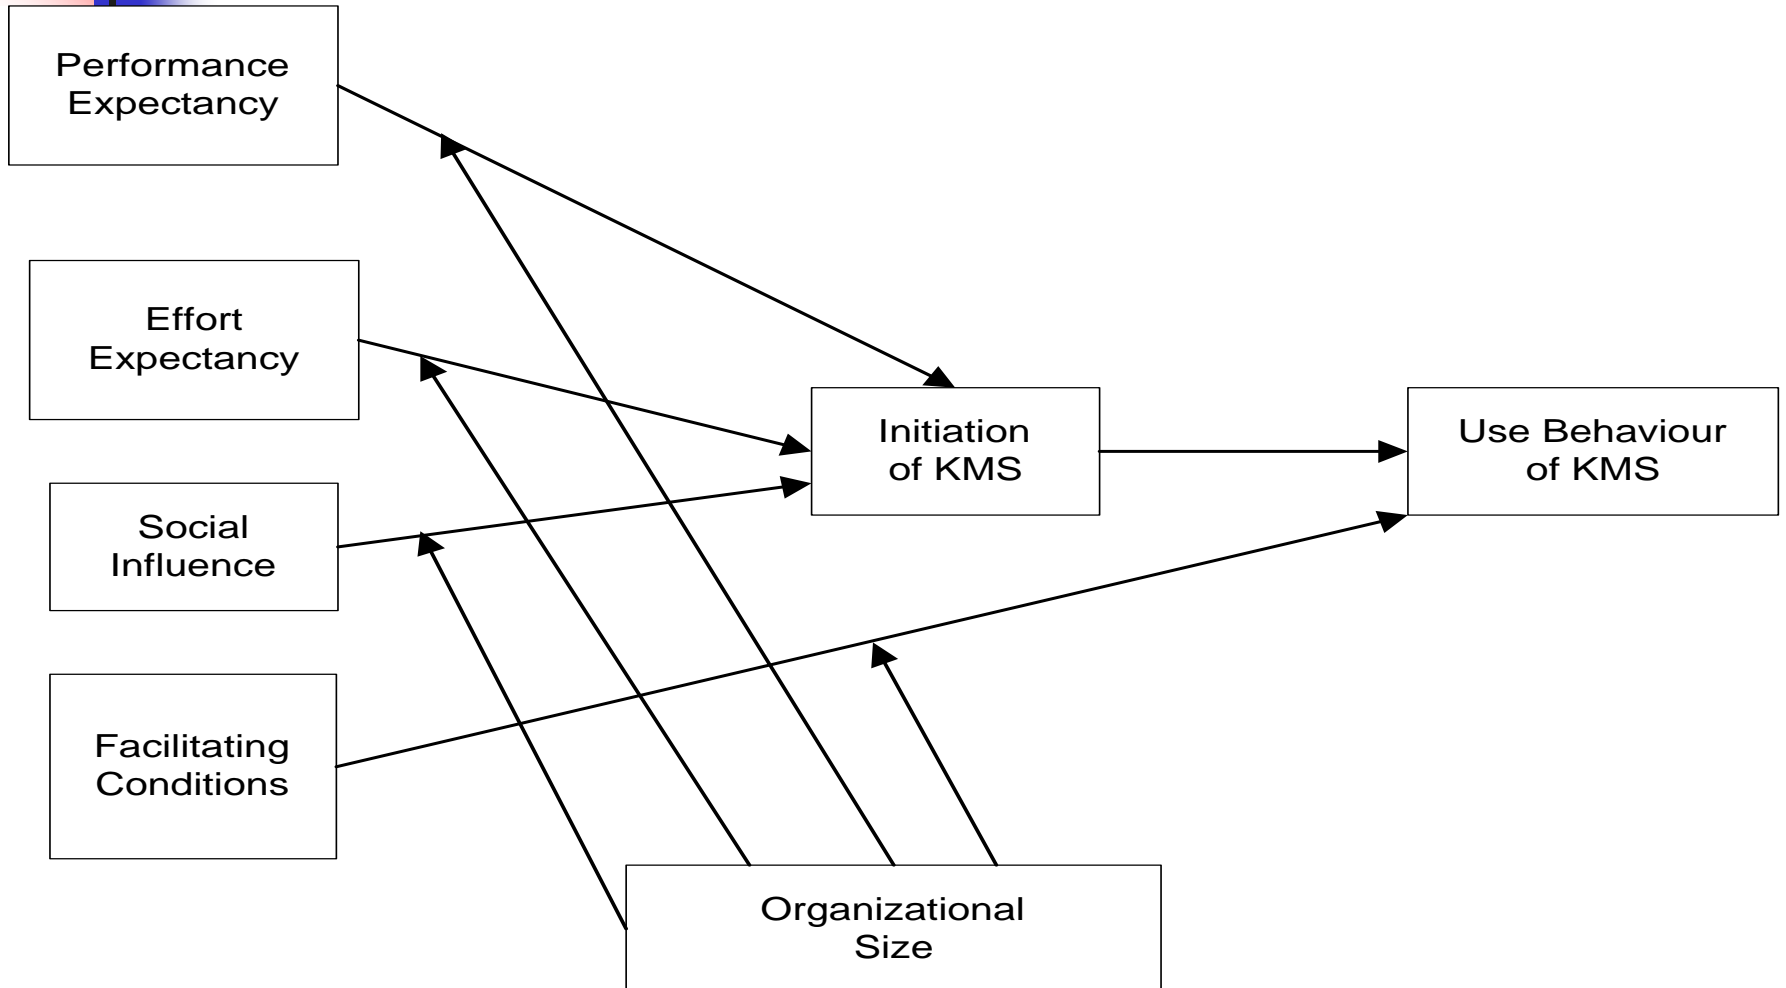 Performance
Expectancy
Effort
Expectancy
Initiation
of KMS
Use Behaviour
of KMS
Social
Influence
Facilitating
Conditions
Organizational
Size